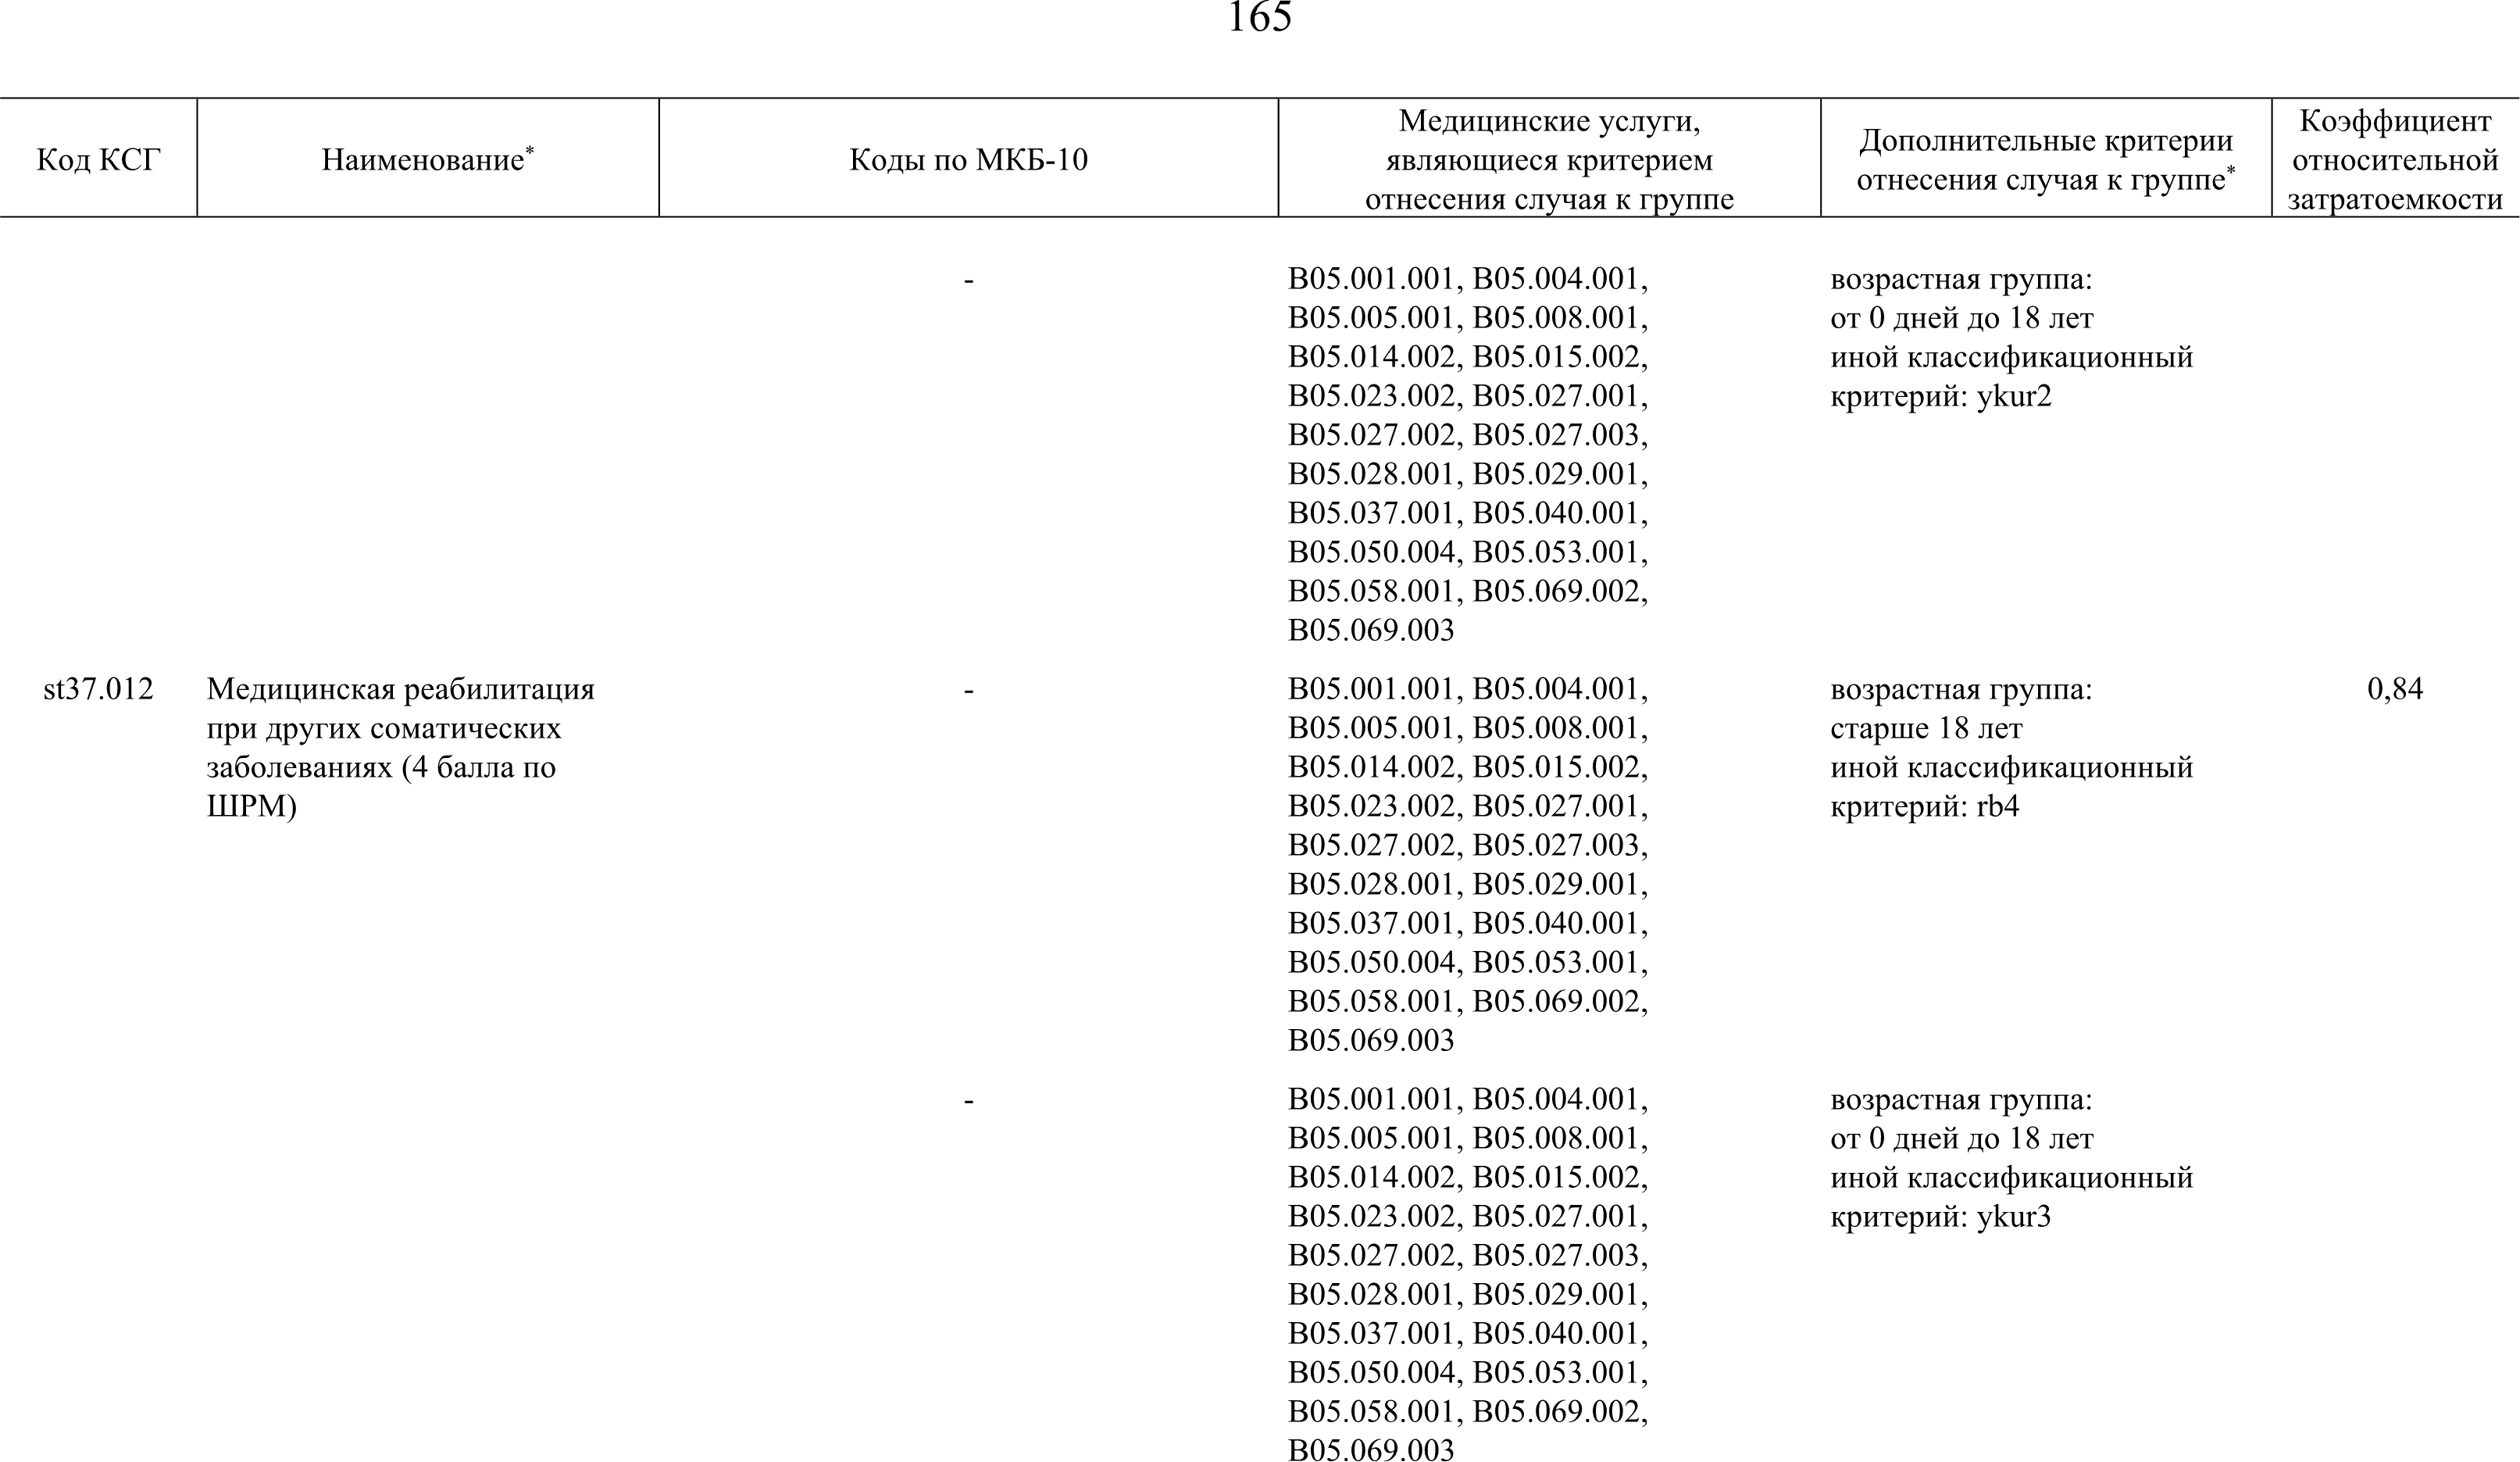 165
Код КСГ
Наименование*
Коды по МКБ-10
Медицинские услуги,
являющиеся критерием
отнесения случая к группе
Дополнительные критерии
отнесения случая к группе*
Коэффициент
относительной
затратоемкости
-
B05.001.001, B05.004.001,
B05.005.001, B05.008.001,
B05.014.002, B05.015.002,
B05.023.002, B05.027.001,
B05.027.002, B05.027.003,
B05.028.001, B05.029.001,
B05.037.001, B05.040.001,
B05.050.004, B05.053.001,
B05.058.001, B05.069.002,
B05.069.003
возрастная группа:
от 0 дней до 18 лет
иной классификационный
критерий: ykur2
st37.012
Медицинская реабилитация
при других соматических
заболеваниях (4 балла по
ШРМ)
-
B05.001.001, B05.004.001,
B05.005.001, B05.008.001,
B05.014.002, B05.015.002,
B05.023.002, B05.027.001,
B05.027.002, B05.027.003,
B05.028.001, B05.029.001,
B05.037.001, B05.040.001,
B05.050.004, B05.053.001,
B05.058.001, B05.069.002,
B05.069.003
возрастная группа:
старше 18 лет
иной классификационный
критерий: rb4
0,84
-
B05.001.001, B05.004.001,
B05.005.001, B05.008.001,
B05.014.002, B05.015.002,
B05.023.002, B05.027.001,
B05.027.002, B05.027.003,
B05.028.001, B05.029.001,
B05.037.001, B05.040.001,
B05.050.004, B05.053.001,
B05.058.001, B05.069.002,
B05.069.003
возрастная группа:
от 0 дней до 18 лет
иной классификационный
критерий: ykur3